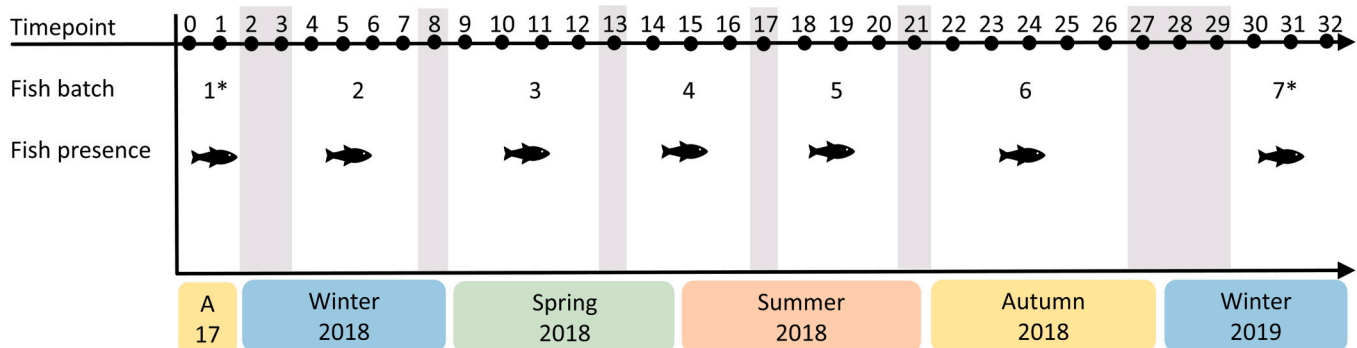 Timepoint 0 1 2 3 4 5 6 7 8 9 10 11 12 13 14 15 16 17 18 19 20 21 22 23 24 25 26 27 28 29 30 31 32
Fish batch 1* 2 3 4 5 6 7*
Fish presence
A Winter Spring Summer Autumn Winter
17 2018 2018 2018 2018 2019